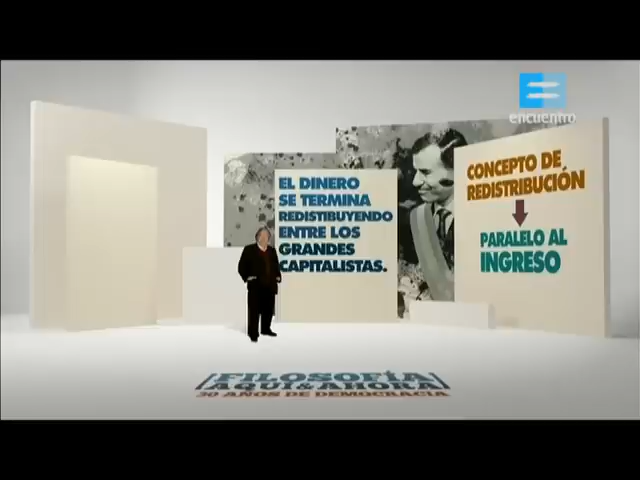 encuentro
EL DINERO
SE TERMINA
REDISTIBUYENDO
ENTRE LOS
GRANDES
CAPITALISTAS.
CONCEPTO DE
REDISTRIBUCIÓN
PARALELO AL
INGRESO
FILOSOFÍA
AQUÍ & AHORA
30 AÑOS DE DEMOCRACIA